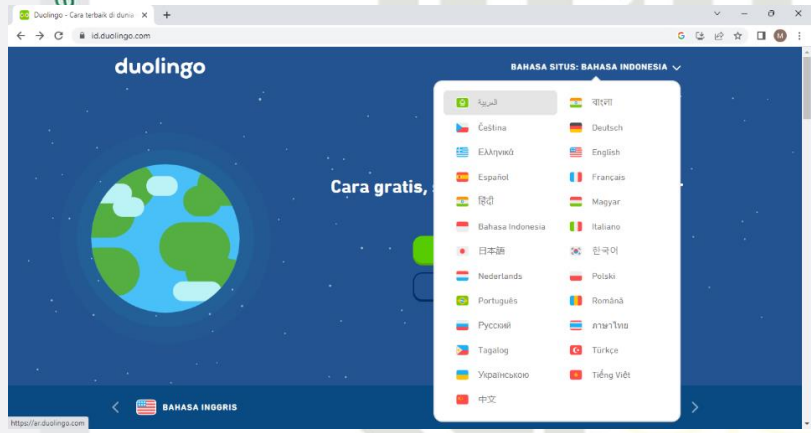 Duolingo - Cara terbaik di dunia
id.duolingo.com
G
M
duolingo
BAHASA SITUS: BAHASA INDONESIA
العربية
বাংলা
Čeština
Deutsch
Ελληνικά
English
Español
Français
हिंदी
Magyar
Bahasa Indonesia
Italiano
日本語
한국어
Nederlands
Polski
Português
Română
Русский
ภาษาไทย
Tagalog
Türkçe
Українською
Tiếng Việt
中文
Cara gratis,
BAHASA INGGRIS
https://ar.duolingo.com